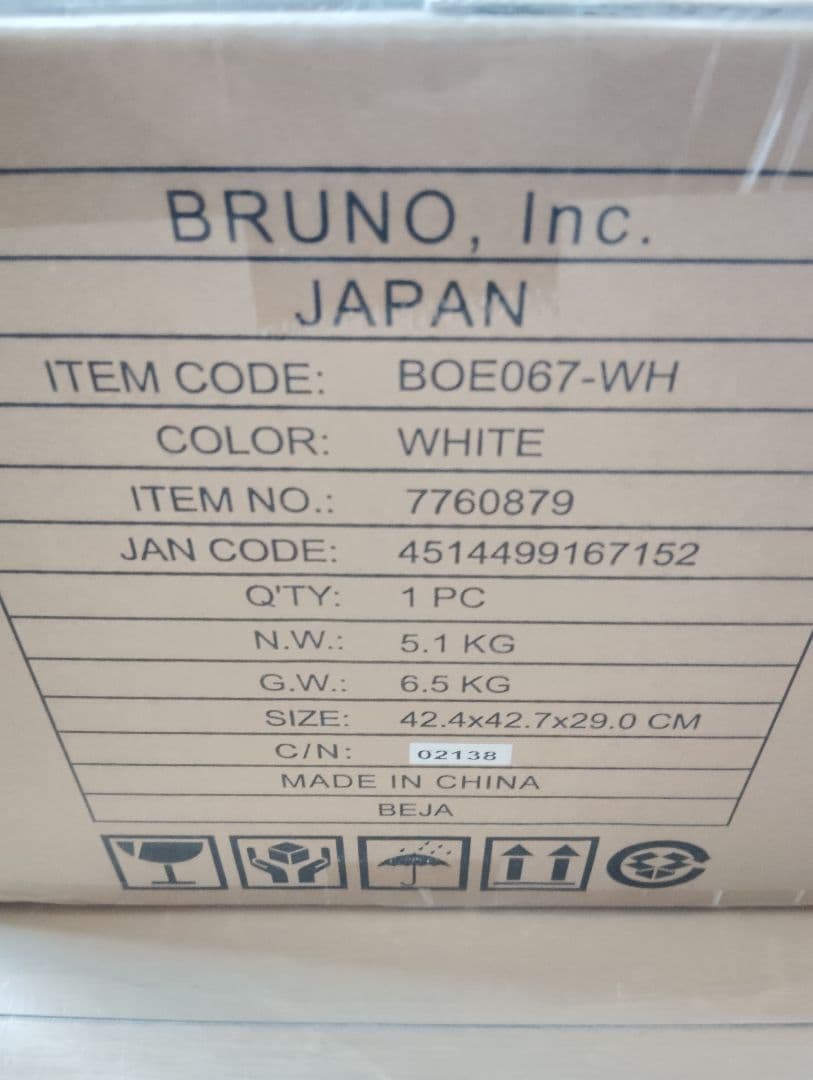 BRUNO, Inc.
JAPAN
ITEM CODE: BOE067-WH
COLOR: WHITE
ITEM NO.: 7760879
JAN CODE: 4514499167152
Q'TY: 1 PC
N.W.: 5.1 KG
G.W.: 6.5 KG
SIZE: 42.4x42.7x29.0 CM
C/N: 02138
MADE IN CHINA
BEJA